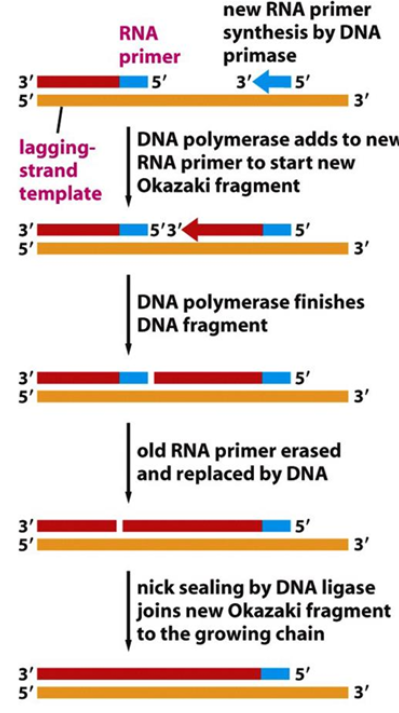 RNA
primer
new RNA primer
synthesis by DNA
primase
3′ 5′ 3′ 5′
5′ 3′
lagging-
strand
template
DNA polymerase adds to new
RNA primer to start new
Okazaki fragment
3′ 5′ 3′ 5′
5′ 3′
DNA polymerase finishes
DNA fragment
3′ 5′
5′ 3′
old RNA primer erased
and replaced by DNA
3′ 5′
5′ 3′
nick sealing by DNA ligase
joins new Okazaki fragment
to the growing chain
3′ 5′
5′ 3′